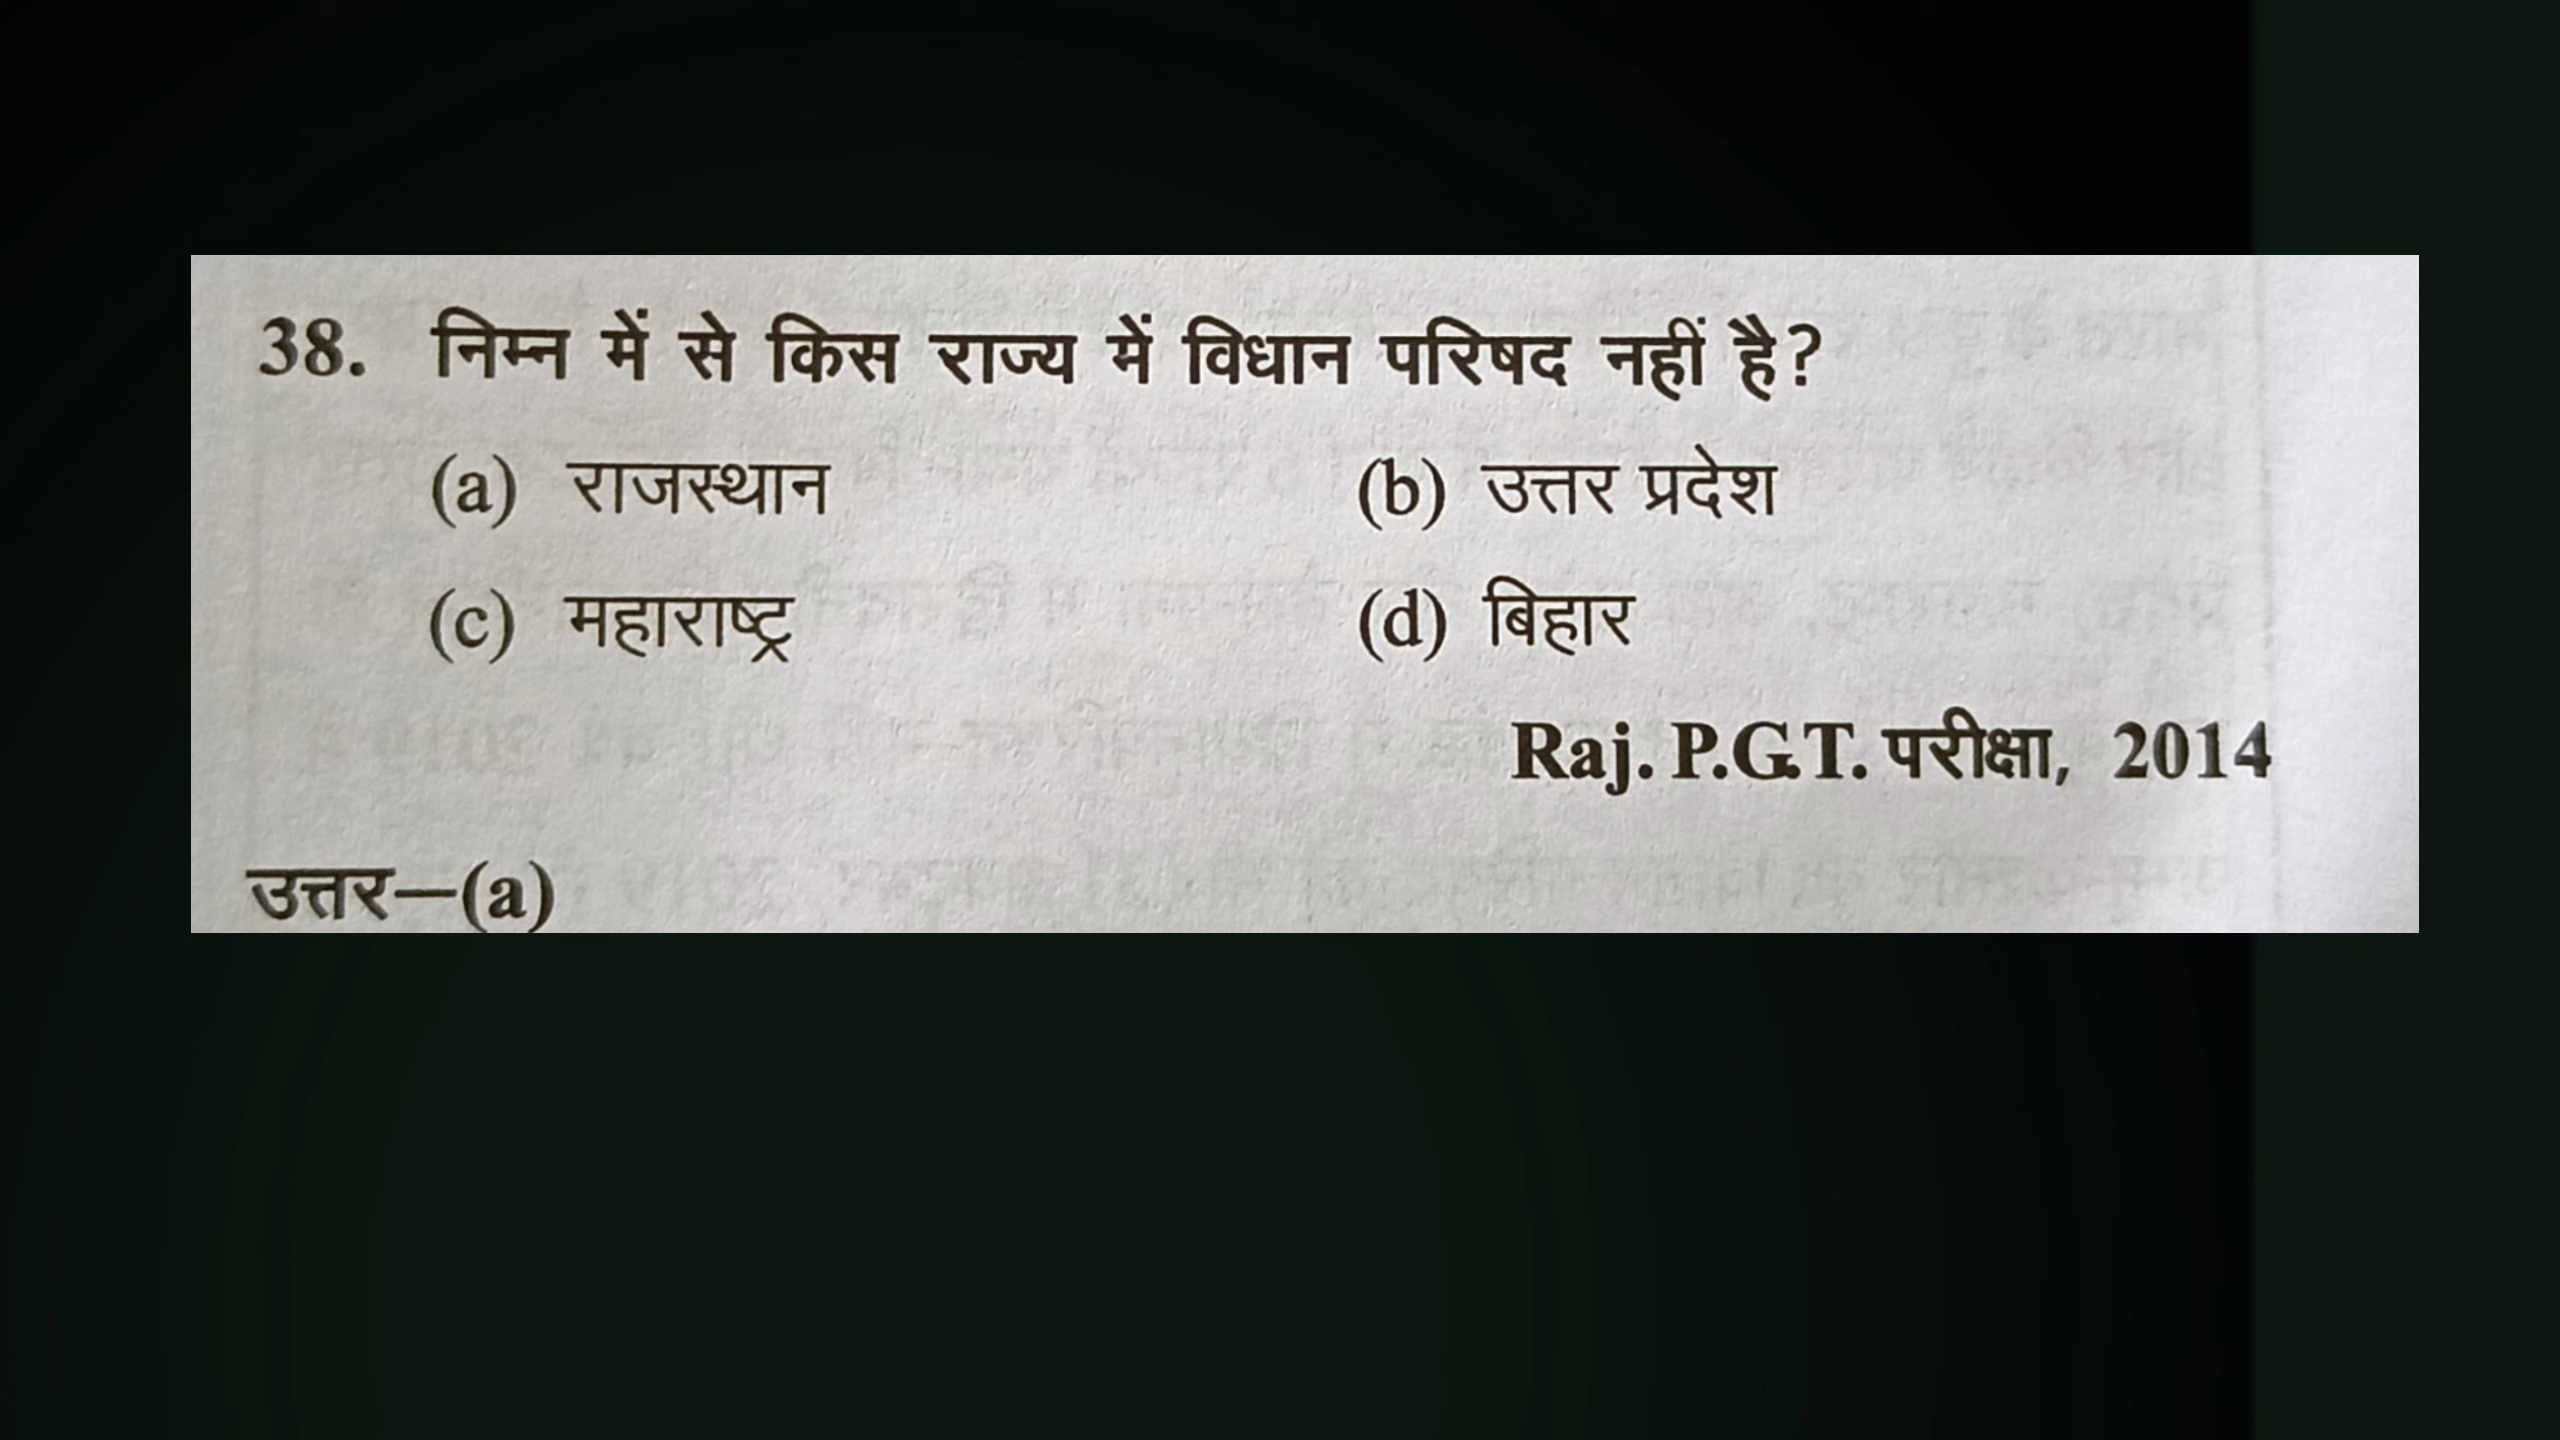 38. निम्न में से किस राज्य में विधान परिषद नहीं है?
(a) राजस्थान (b) उत्तर प्रदेश
(c) महाराष्ट्र (d) बिहार
Raj. P.G.T. परीक्षा, 2014
उत्तर—(a)